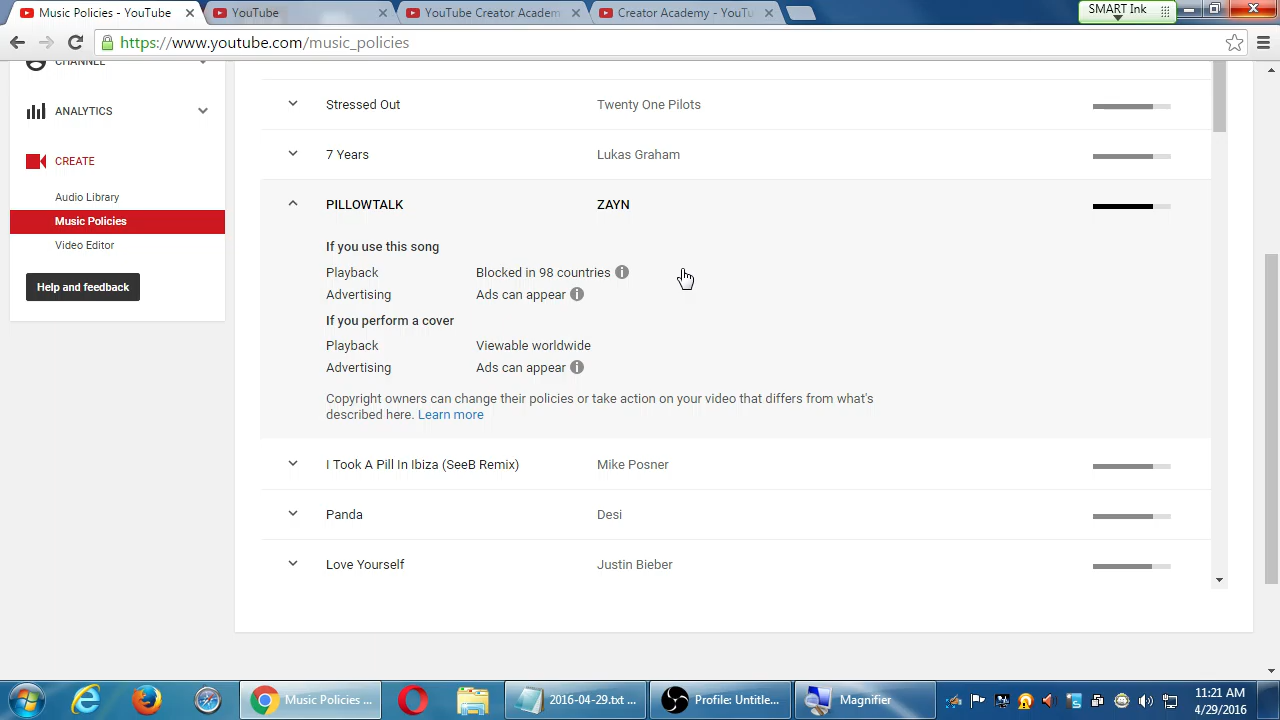 Music Policies - YouTube
YouTube
YouTube Creator Academ
Creator Academy - YouTu
SMART Ink
https://www.youtube.com/music_policies
CHANNEL
ANALYTICS
CREATE
Audio Library
Music Policies
Video Editor
Help and feedback
Stressed Out Twenty One Pilots
7 Years Lukas Graham
PILLOWTALK ZAYN
If you use this song
Playback Blocked in 98 countries
Advertising Ads can appear
If you perform a cover
Playback Viewable worldwide
Advertising Ads can appear
Copyright owners can change their policies or take action on your video that differs from what's
described here. Learn more
I Took A Pill In Ibiza (SeeB Remix) Mike Posner
Panda Desi
Love Yourself Justin Bieber
Music Policies ...
2016-04-29.txt ...
Profile: Untitle...
Magnifier
11:21 AM
4/29/2016